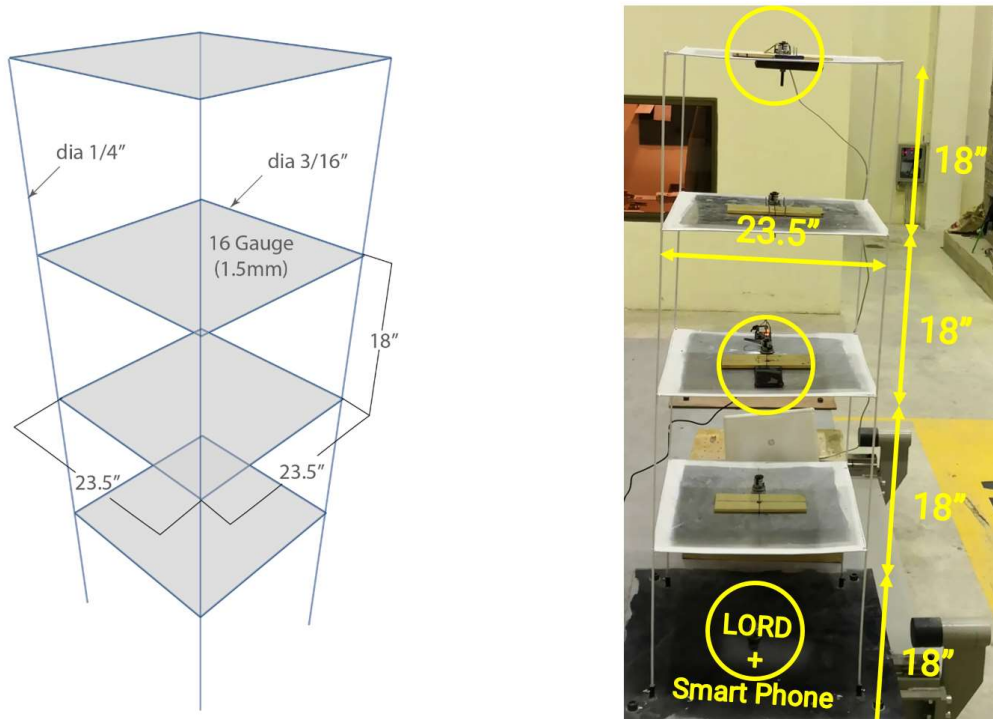 dia 1/4”
dia 3/16”
16 Gauge
(1.5mm)
18”
23.5”
23.5”
18”
23.5”
18”
18”
18”
LORD
+
Smart Phone